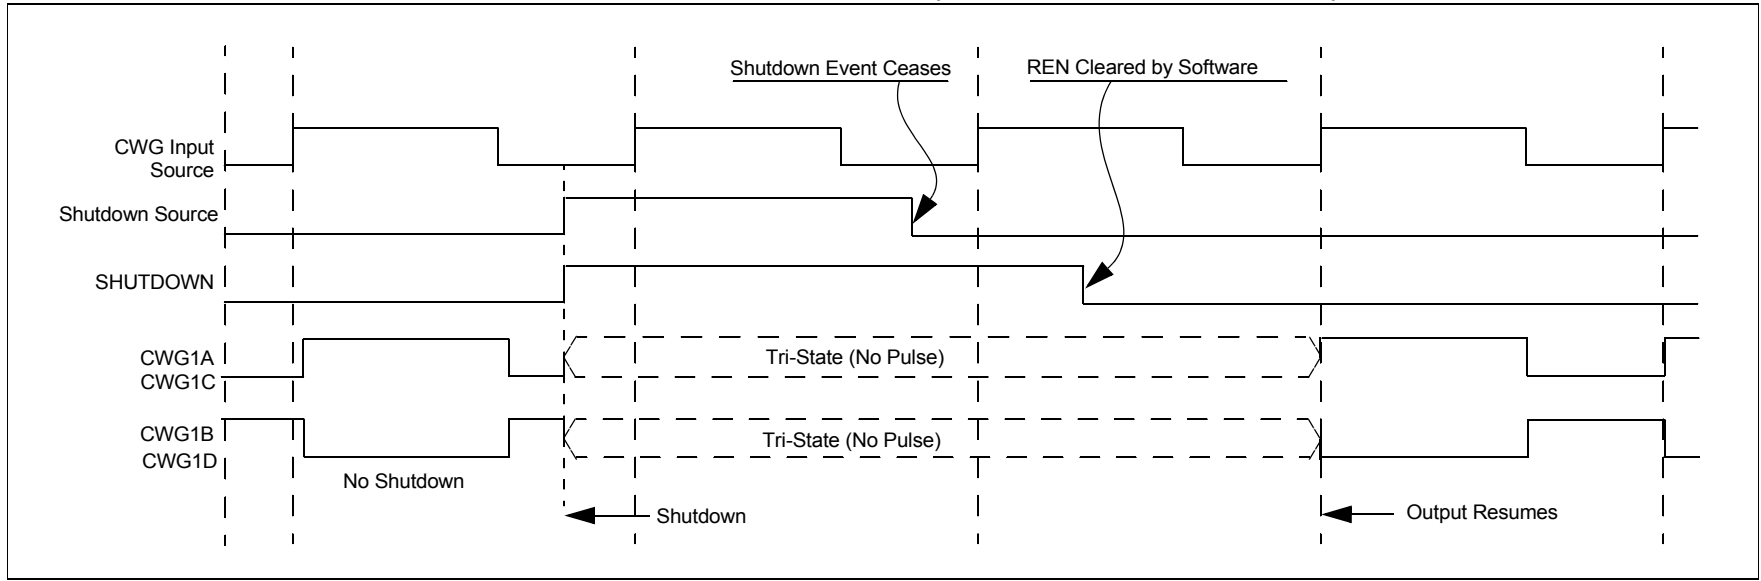 Shutdown Event Ceases
REN Cleared by Software
CWG Input
Source
Shutdown Source
SHUTDOWN
CWG1A
CWG1C
Tri-State (No Pulse)
CWG1B
CWG1D
Tri-State (No Pulse)
No Shutdown
Shutdown
Output Resumes